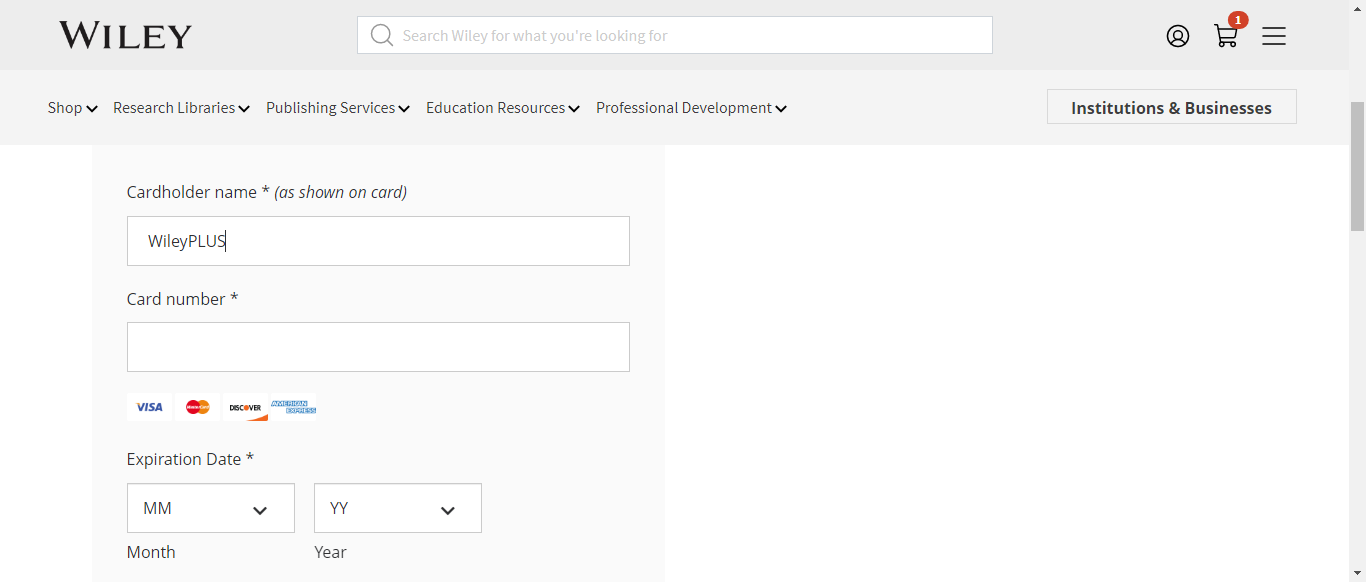 WILEY
Search Wiley for what you're looking for
1
Shop Research Libraries Publishing Services Education Resources Professional Development
Institutions & Businesses
Cardholder name * (as shown on card)
WileyPLUS
Card number *
VISA MasterCard DISCOVER AMERICAN EXPRESS
Expiration Date *
MM YY
Month Year